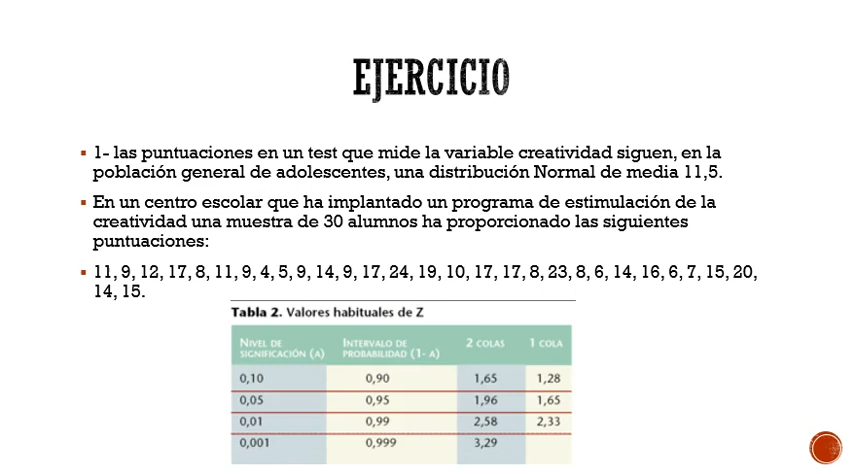 EJERCICIO
1- las puntuaciones en un test que mide la variable creatividad siguen, en la
población general de adolescentes, una distribución Normal de media 11,5.
En un centro escolar que ha implantado un programa de estimulación de la
creatividad una muestra de 30 alumnos ha proporcionado las siguientes
puntuaciones:
11, 9, 12, 17, 8, 11, 9, 4, 5, 9, 14, 9, 17, 24, 19, 10, 17, 17, 8, 23, 8, 6, 14, 16, 6, 7, 15, 20,
14, 15.
Tabla 2. Valores habituales de Z
NIVEL DE SIGNIFICACIÓN (A) INTERVALO DE PROBABILIDAD (1- A) 2 COLAS 1 COLA
0,10 0,90 1,65 1,28
0,05 0,95 1,96 1,65
0,01 0,99 2,58 2,33
0,001 0,999 3,29